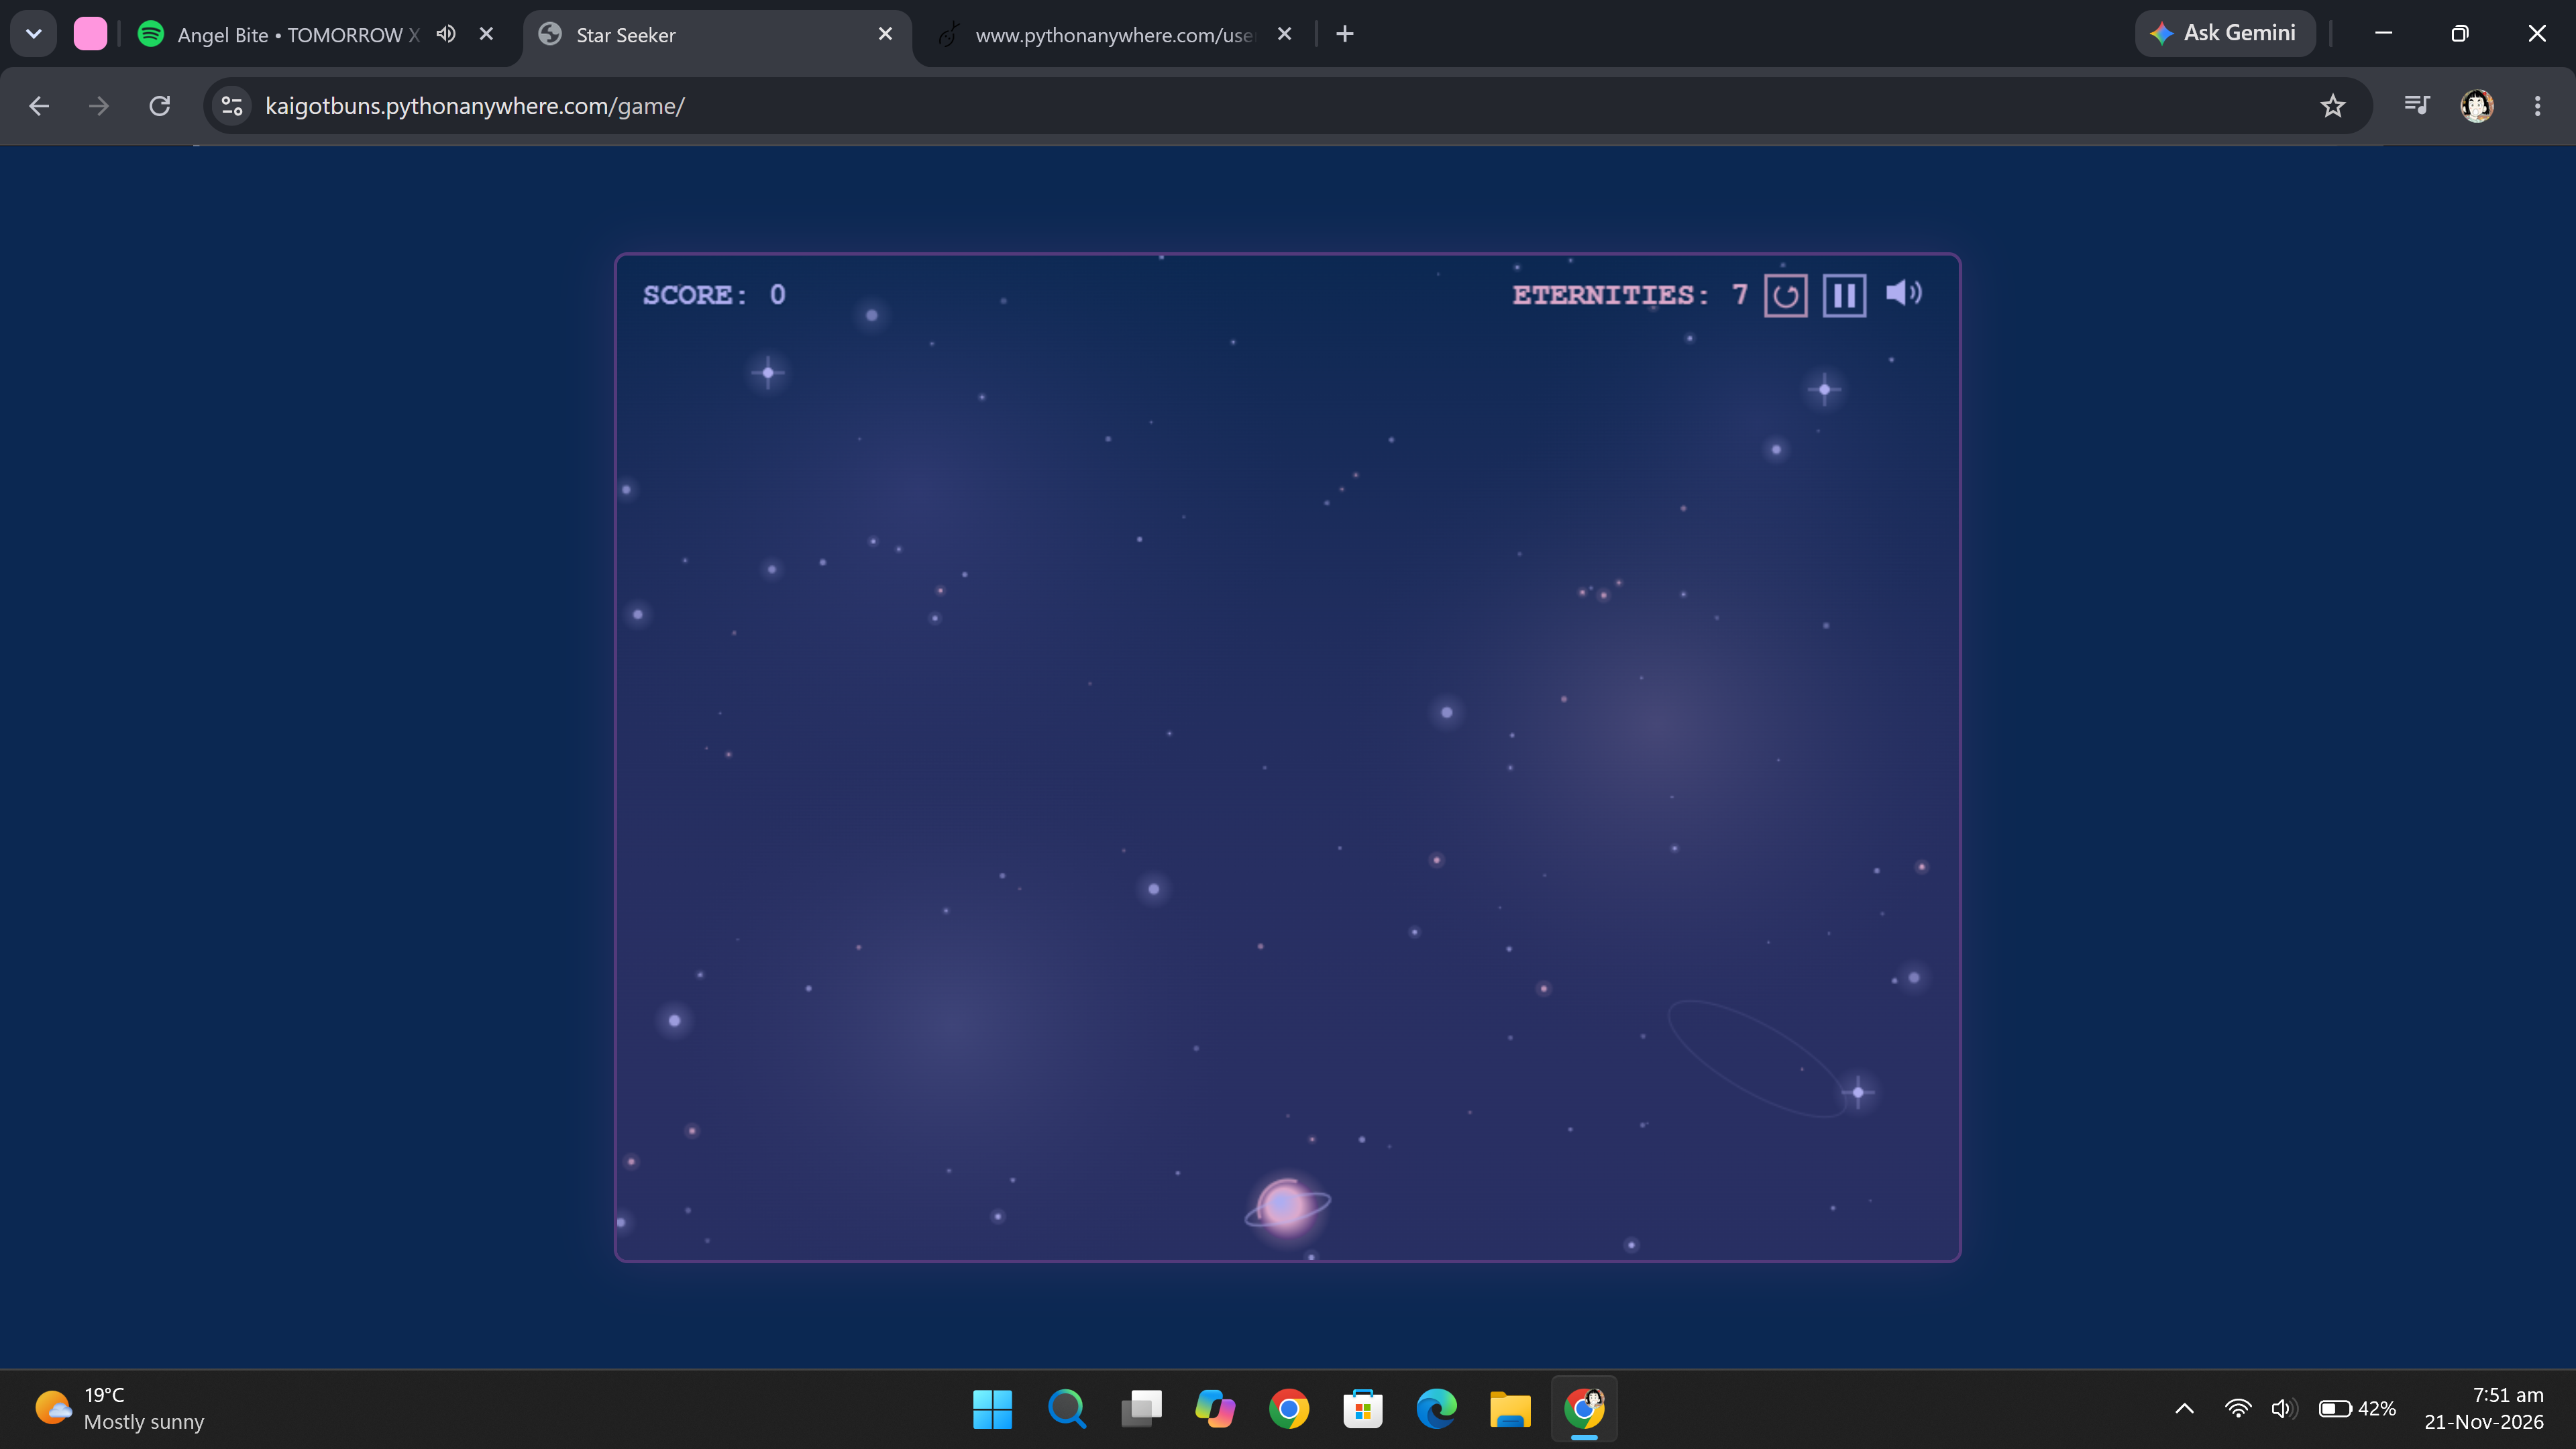 Angel Bite • TOMORROW X
Star Seeker
www.pythonanywhere.com/use
Ask Gemini
kaigotbuns.pythonanywhere.com/game/
SCORE: 0
ETERNITIES: 7
19°C
Mostly sunny
42%
7:51 am
21-Nov-2026